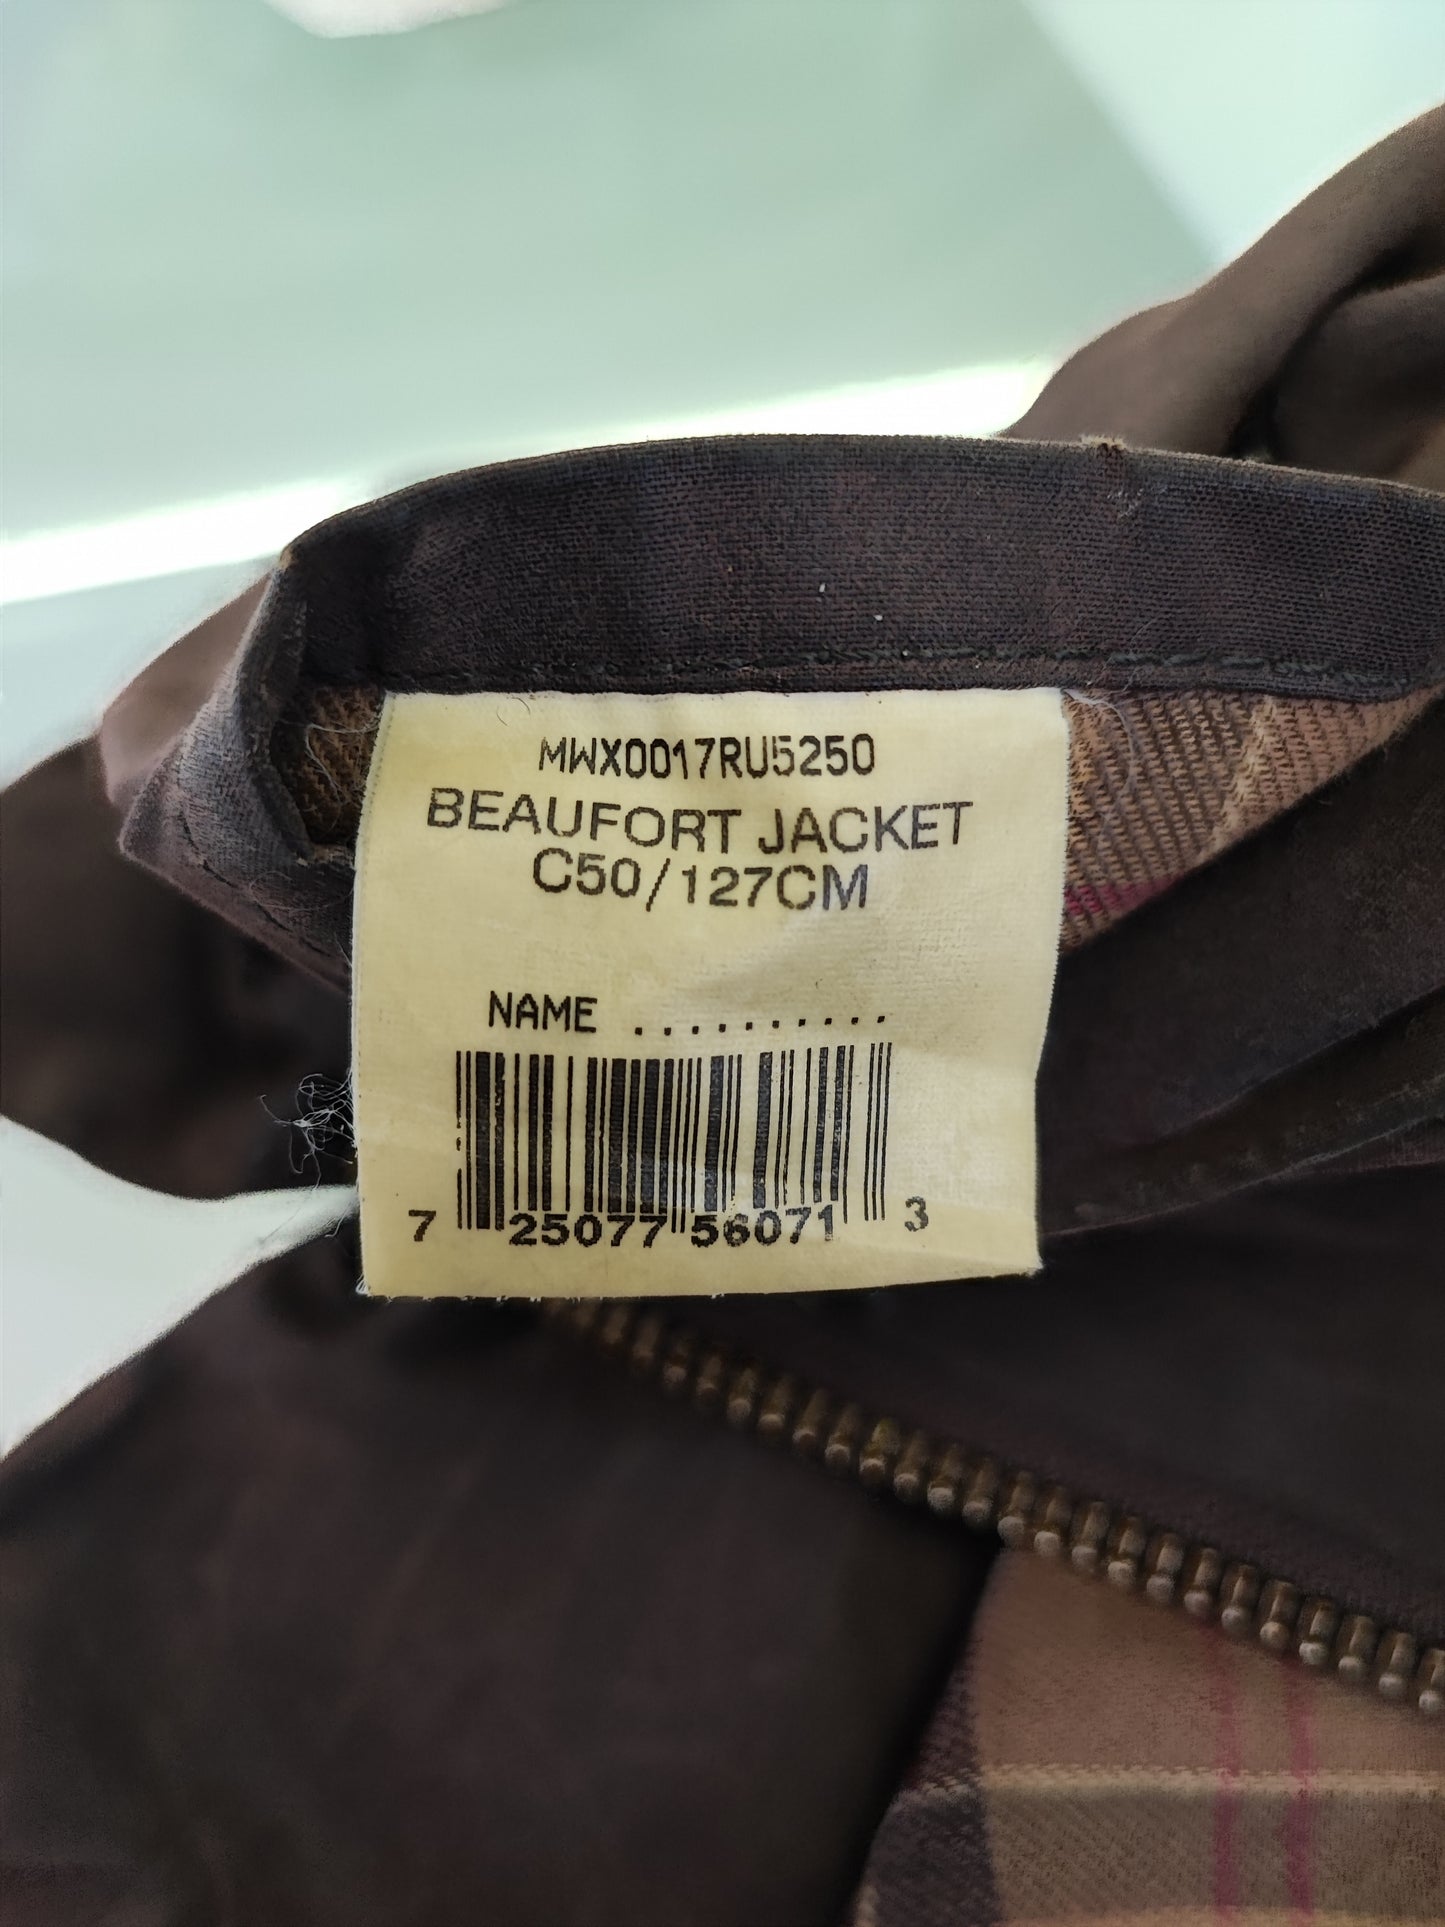 MWX0017RU5250
BEAUFORT JACKET
C50/127CM
NAME ..........
7 25077 56071 3